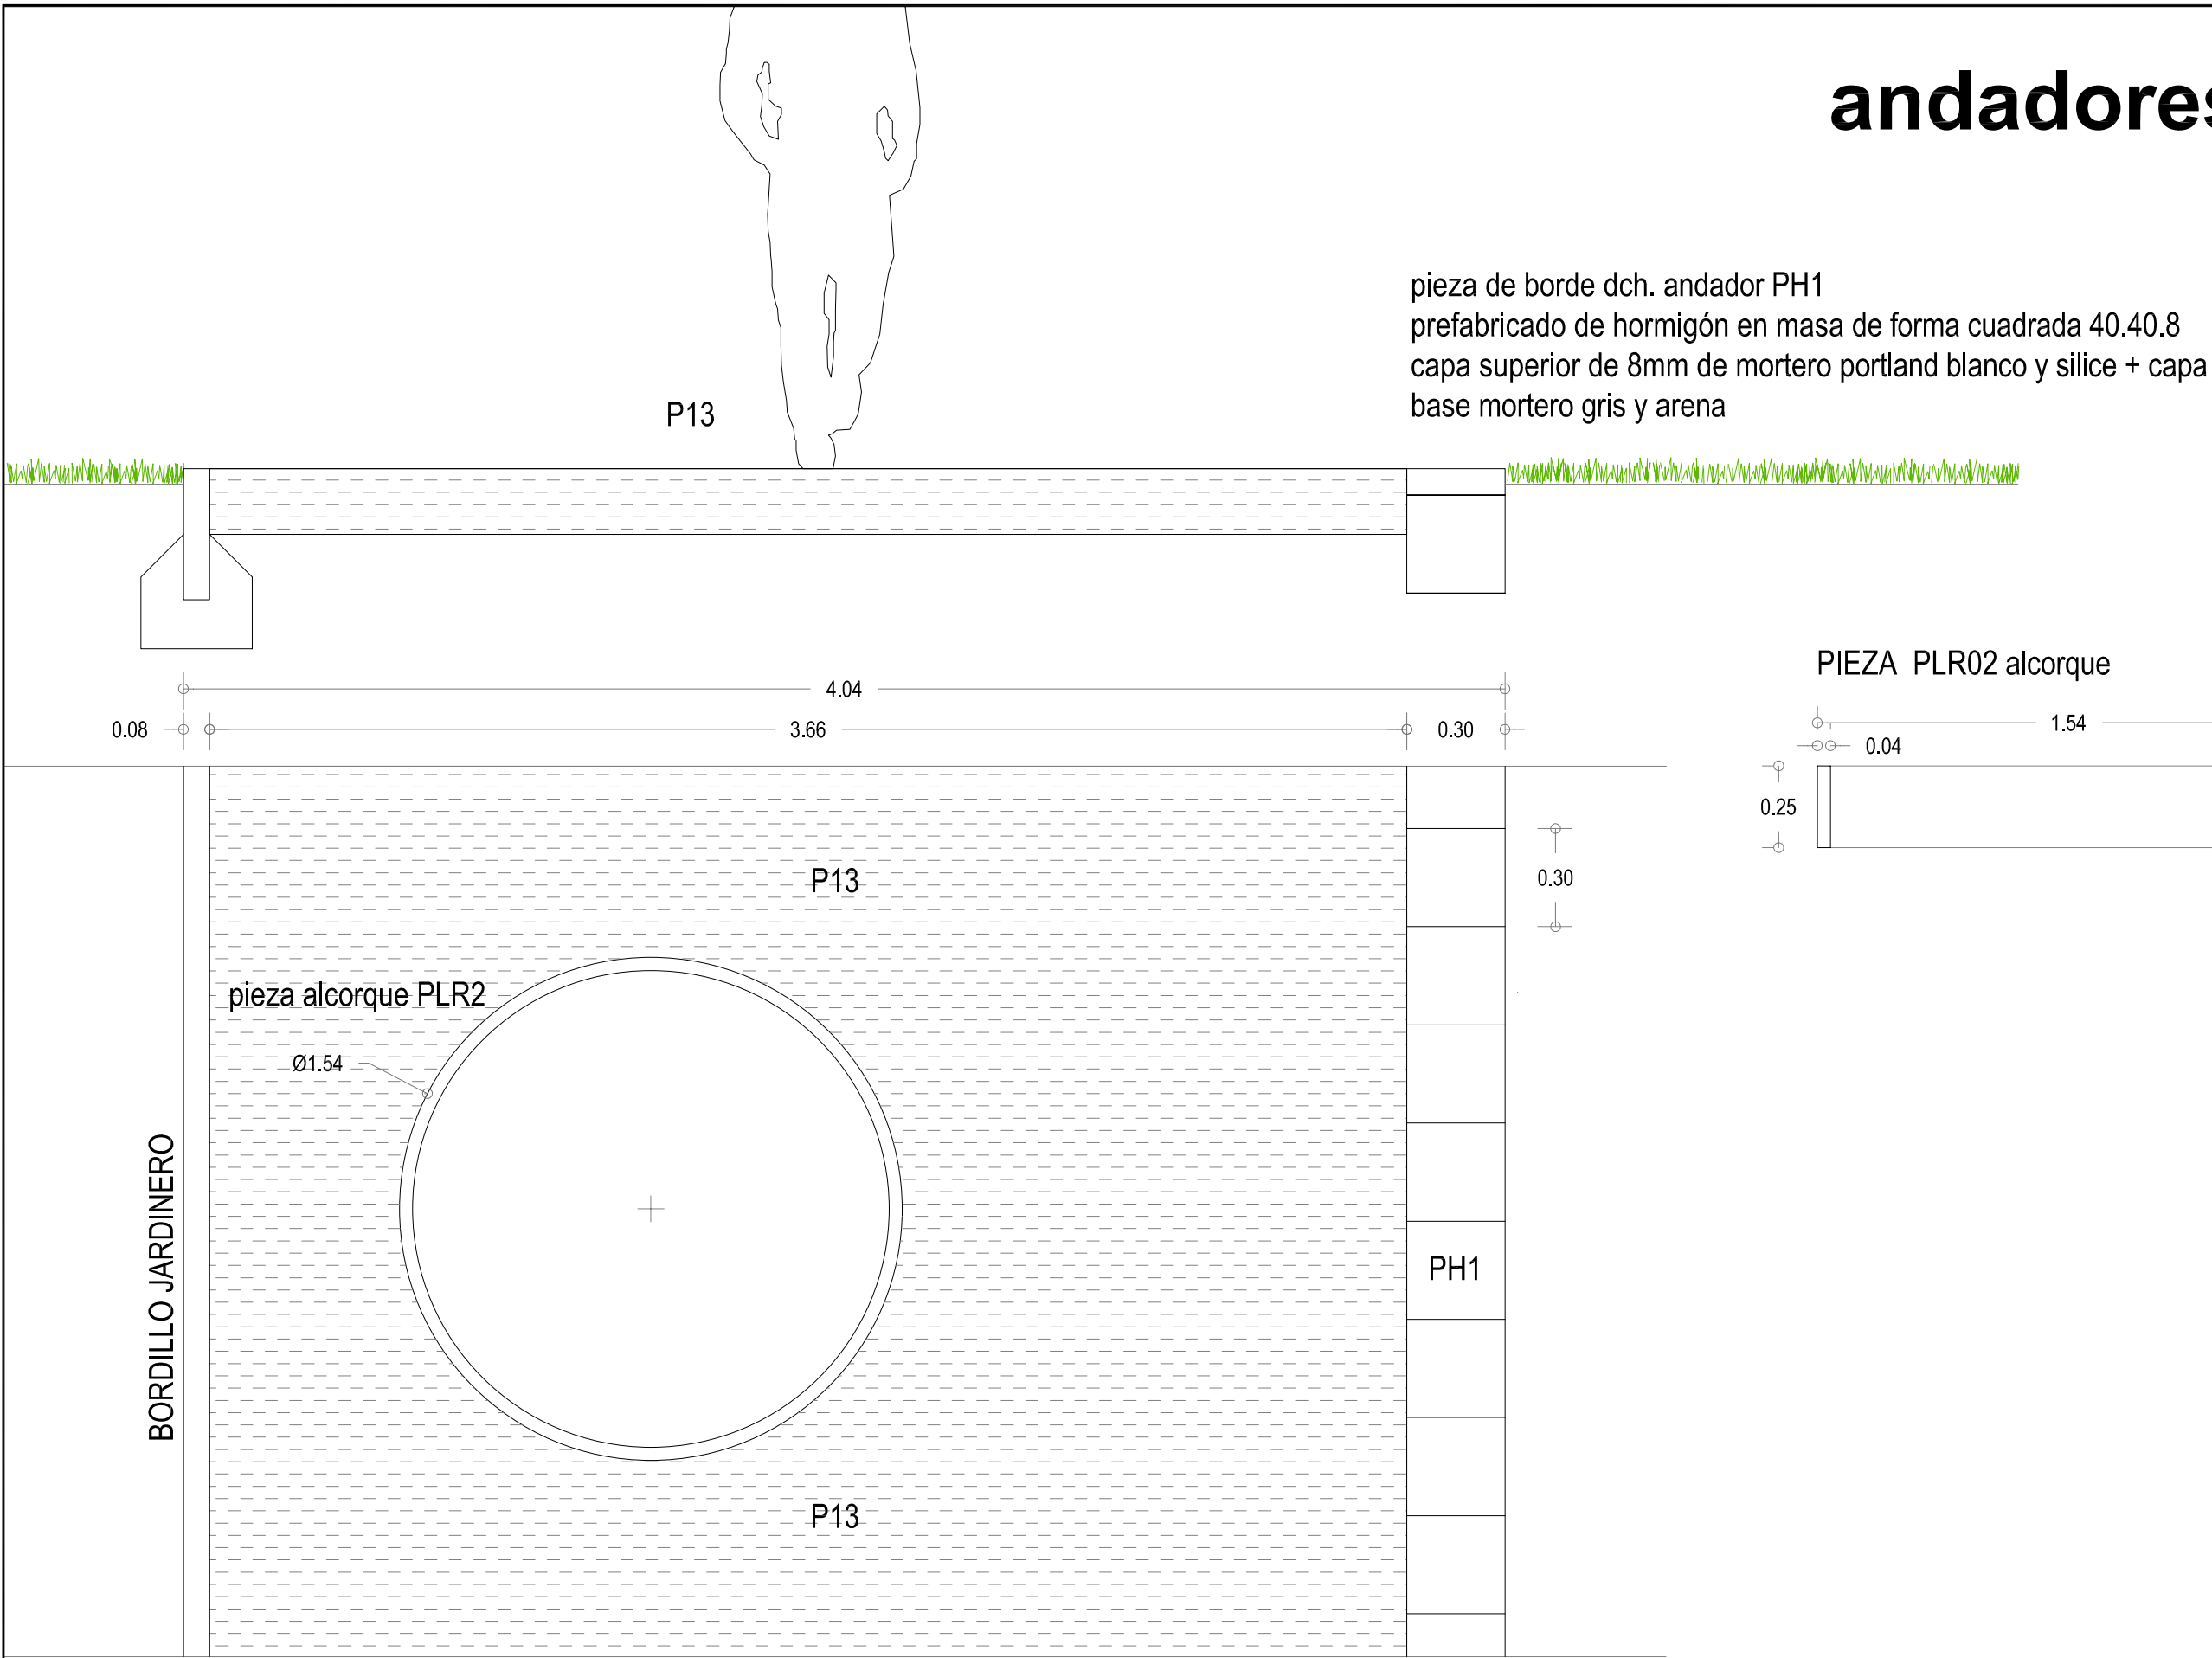 andadores
pieza de borde dch. andador PH1
prefabricado de hormigón en masa de forma cuadrada 40.40.8
capa superior de 8mm de mortero portland blanco y silice + capa
base mortero gris y arena
P13
PIEZA PLR02 alcorque
4.04
0.08
3.66
0.30
1.54
0.04
0.25
P13
0.30
pieza alcorque PLR2
Ø1.54
BORDILLO JARDINERO
PH1
P13